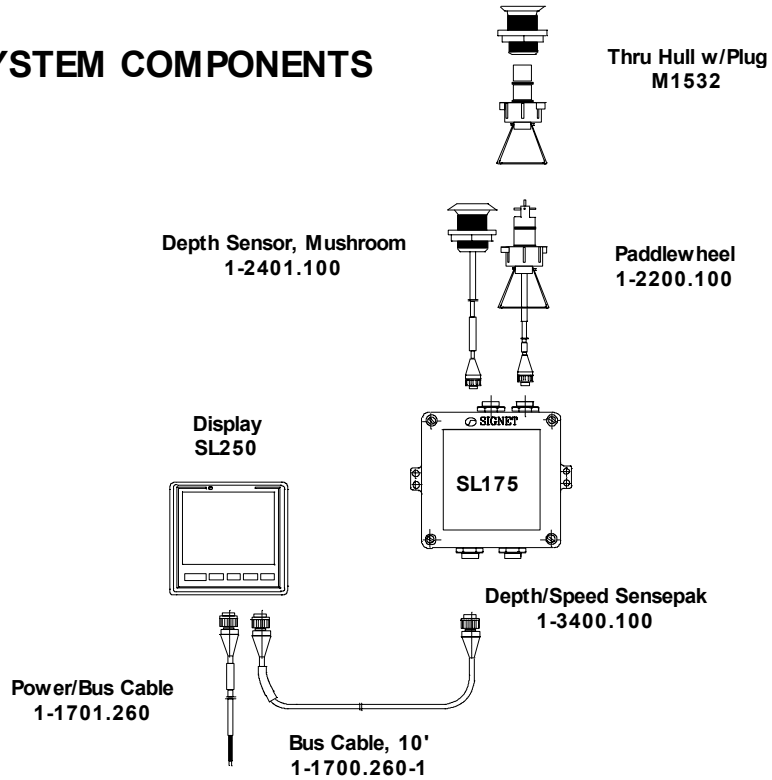 YSTEM COMPONENTS
Thru Hull w/Plug
M1532
Depth Sensor, Mushroom
1-2401.100
Paddlewheel
1-2200.100
Display
SL250
SIGNET
SL175
Depth/Speed Sensepak
1-3400.100
Power/Bus Cable
1-1701.260
Bus Cable, 10'
1-1700.260-1